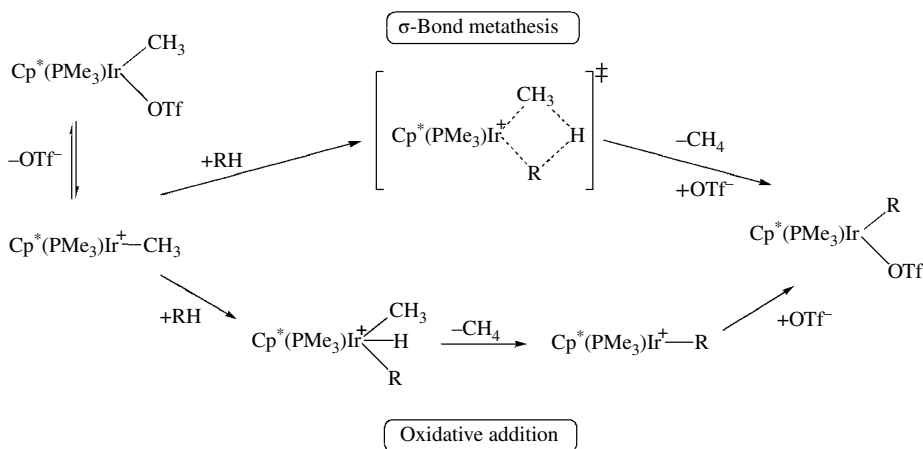 σ-Bond metathesis
CH₃
Cp*(PMe₃)Ir
OTf
‡
CH₃
Cp*(PMe₃)Ir⁺
H
R
–OTf⁻
+RH
–CH₄
+OTf⁻
R
Cp*(PMe₃)Ir
OTf
Cp*(PMe₃)Ir⁺—CH₃
+RH
CH₃
Cp*(PMe₃)Ir⁺—H
R
–CH₄
Cp*(PMe₃)Ir⁺—R
+OTf⁻
Oxidative addition